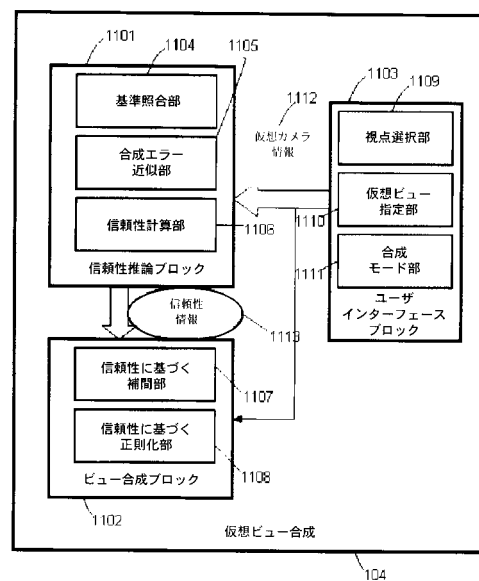 1101
1104
1105
基準照合部
合成エラー
近似部
信頼性計算部
1106
信頼性推論ブロック
1112
仮想カメラ
情報
1103
1109
視点選択部
仮想ビュー
指定部
1110
合成
モード部
1111
ユーザ
インターフェース
ブロック
信頼性
情報
1113
信頼性に基づく
補間部
1107
信頼性に基づく
正則化部
1108
ビュー合成ブロック
1102
仮想ビュー合成
104